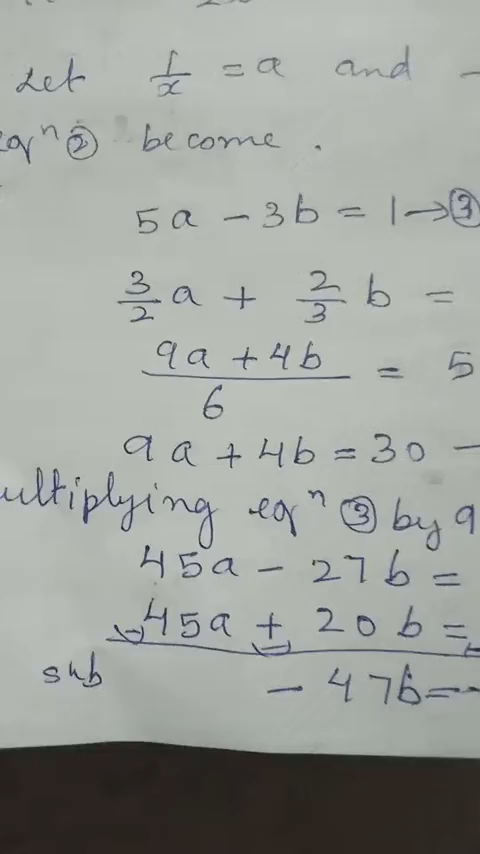 Let 1/x = a and -
eqⁿ ② become .
5a - 3b = 1 → ③
3/2 a + 2/3 b =
(9a + 4b)/6 = 5
9a + 4b = 30 -
ultiplying eqⁿ ③ by 9
45a - 27b =
45a + 20b =
sub - 47b = -